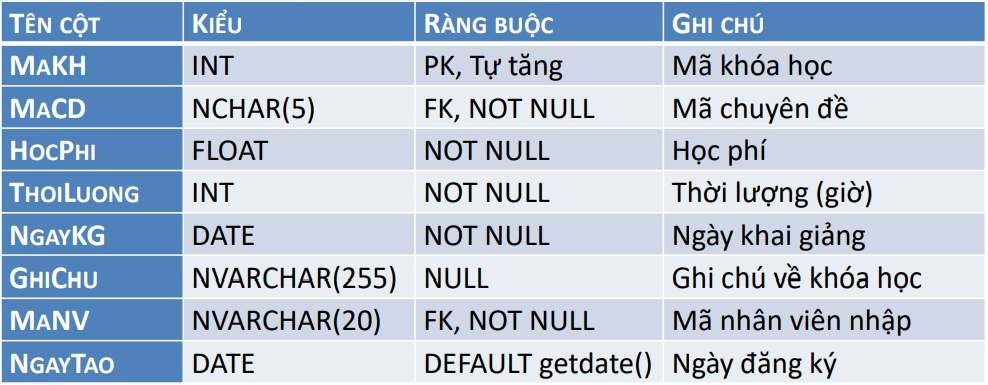 TÊN CỘT KIỂU RÀNG BUỘC GHI CHÚ
MAKH INT PK, Tự tăng Mã khóa học
MACD NCHAR(5) FK, NOT NULL Mã chuyên đề
HOCPHI FLOAT NOT NULL Học phí
THOILUONG INT NOT NULL Thời lượng (giờ)
NGAYKG DATE NOT NULL Ngày khai giảng
GHICHU NVARCHAR(255) NULL Ghi chú về khóa học
MANV NVARCHAR(20) FK, NOT NULL Mã nhân viên nhập
NGAYTAO DATE DEFAULT getdate() Ngày đăng ký